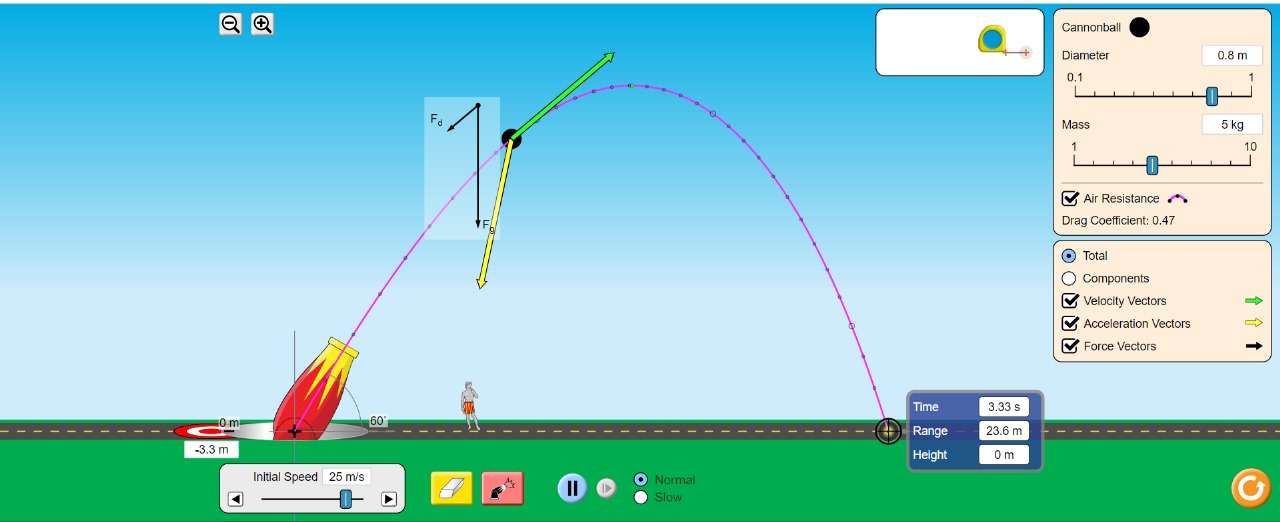 Cannonball
Diameter 0.8 m
0.1 1
Mass 5 kg
1 10
Air Resistance
Drag Coefficient: 0.47
Total
Components
Velocity Vectors
Acceleration Vectors
Force Vectors
Fd
Fg
0 m
60°
-3.3 m
Time 3.33 s
Range 23.6 m
Height 0 m
Initial Speed 25 m/s
Normal
Slow